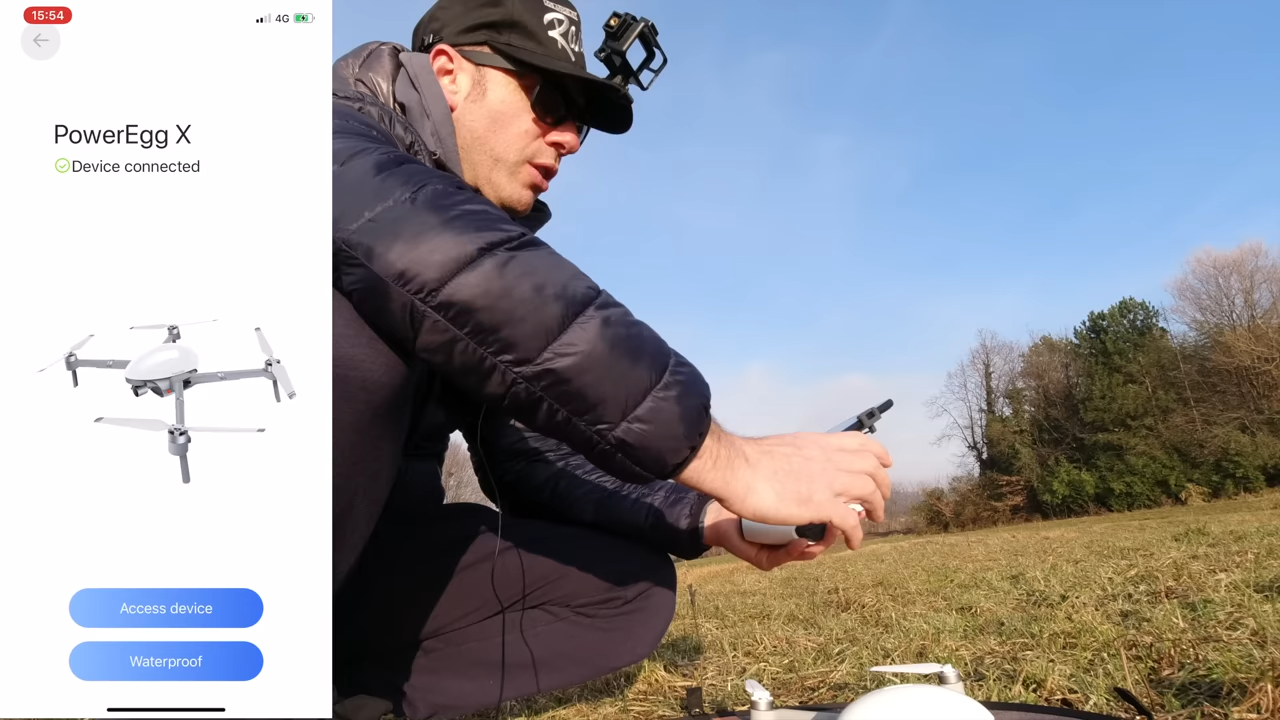 15:54
4G
PowerEgg X
Device connected
Access device
Waterproof